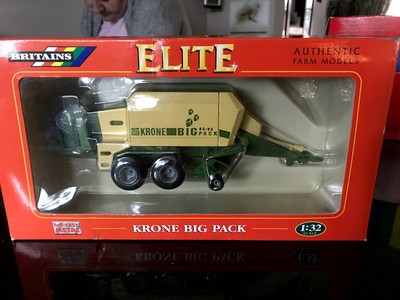 BRITAINS
ELITE
AUTHENTIC
FARM MODELS
KRONE BIG
PACK
KRONE BIG PACK
1:32